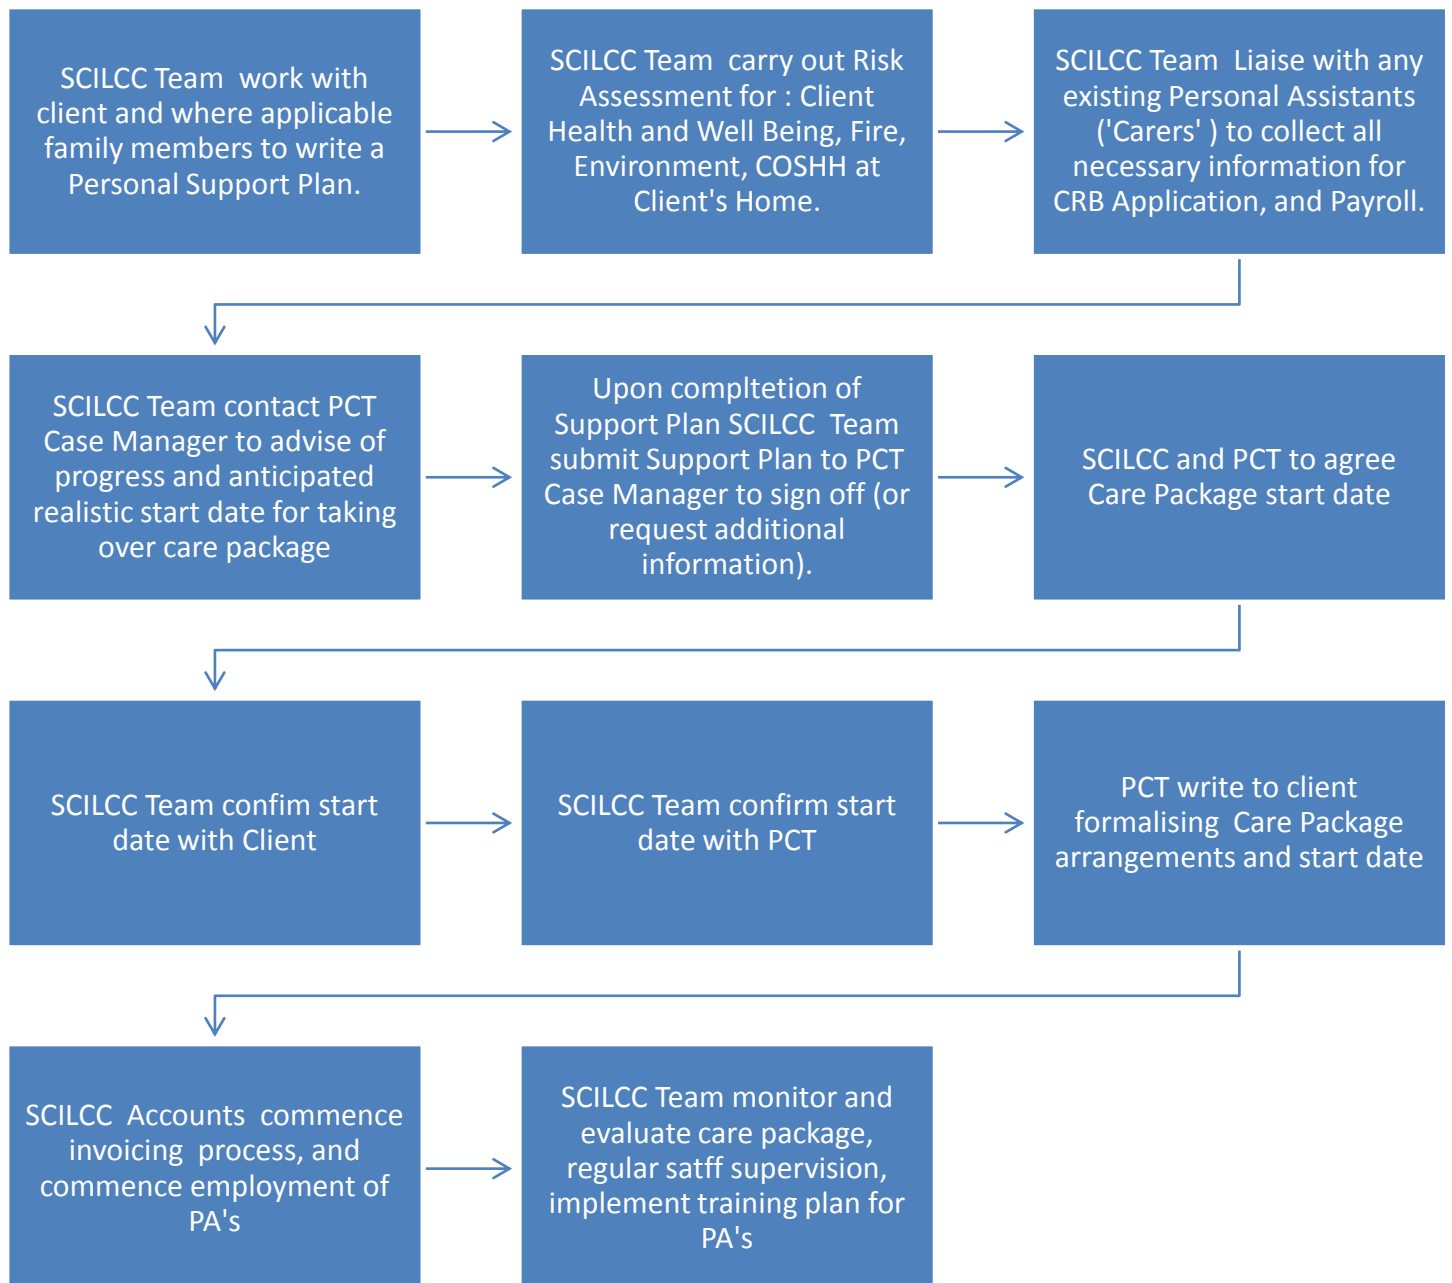 SCILCC Team  work with
client and where applicable
family members to write a
Personal Support Plan.
SCILCC Team  carry out Risk
Assessment for : Client
Health and Well Being, Fire,
Environment, COSHH at
Client's Home.
SCILCC Team  Liaise with any
existing Personal Assistants
('Carers' ) to collect all
necessary information for
CRB Application, and Payroll.
SCILCC Team contact PCT
Case Manager to advise of
progress and anticipated
realistic start date for taking
over care package
Upon compltetion of
Support Plan SCILCC  Team
submit Support Plan to PCT
Case Manager to sign off (or
request additional
information).
SCILCC and PCT to agree
Care Package start date
SCILCC Team confim start
date with Client
SCILCC Team confirm start
date with PCT
PCT write to client
formalising  Care Package
arrangements and start date
SCILCC  Accounts  commence
invoicing  process, and
commence employment of
PA's
SCILCC Team monitor and
evaluate care package,
regular satff supervision,
implement training plan for
PA's